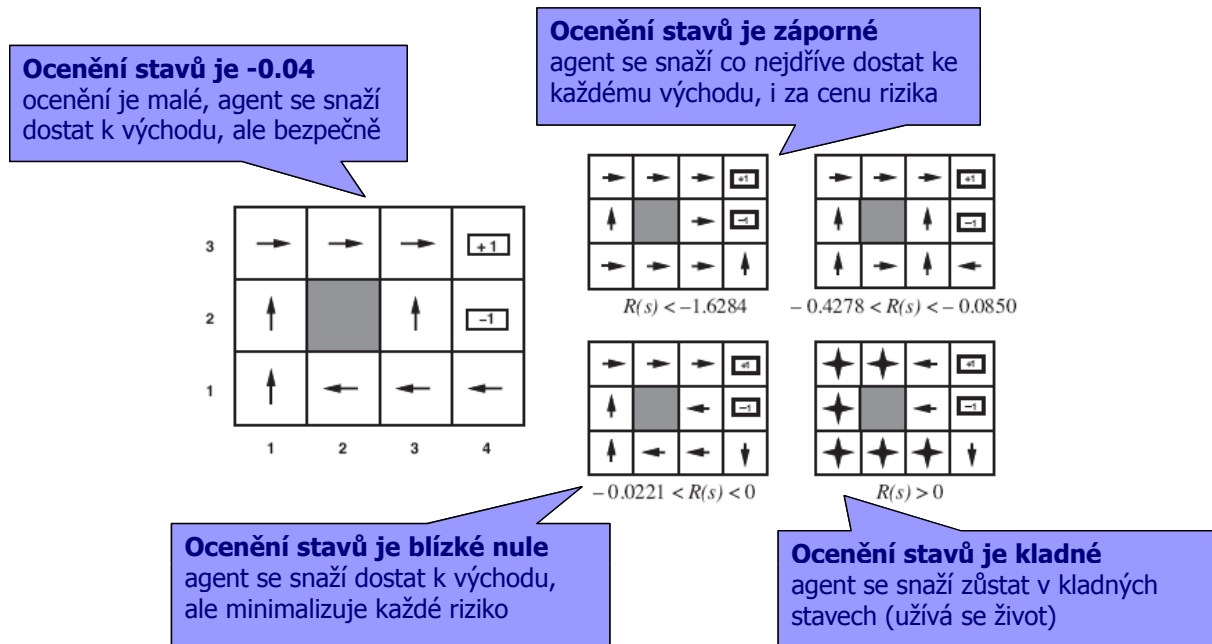 Ocenění stavů je -0.04
ocenění je malé, agent se snaží
dostat k východu, ale bezpečně
Ocenění stavů je záporné
agent se snaží co nejdříve dostat ke
každému východu, i za cenu rizika
3
+1
2
-1
1
1 2 3 4
+1
-1
R(s) < –1.6284
+1
-1
– 0.4278 < R(s) < – 0.0850
+1
-1
– 0.0221 < R(s) < 0
+1
-1
R(s) > 0
Ocenění stavů je blízké nule
agent se snaží dostat k východu,
ale minimalizuje každé riziko
Ocenění stavů je kladné
agent se snaží zůstat v kladných
stavech (užívá se život)